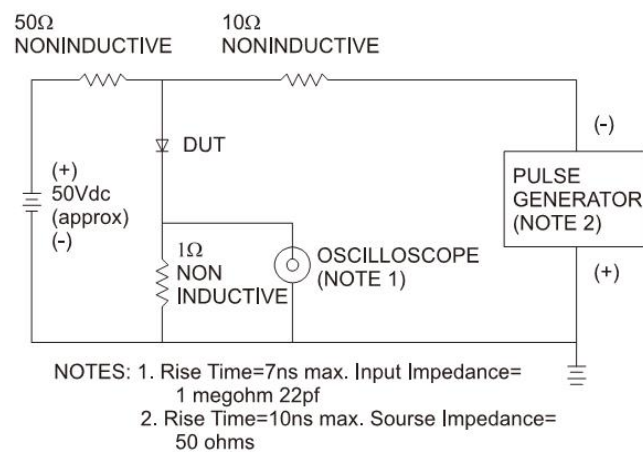 50Ω
NONINDUCTIVE
10Ω
NONINDUCTIVE
DUT
(+)
50Vdc
(approx)
(-)
1Ω
NON
INDUCTIVE
OSCILLOSCOPE
(NOTE 1)
(-)
PULSE
GENERATOR
(NOTE 2)
(+)
NOTES: 1. Rise Time=7ns max. Input Impedance=
1 megohm 22pf
2. Rise Time=10ns max. Sourse Impedance=
50 ohms